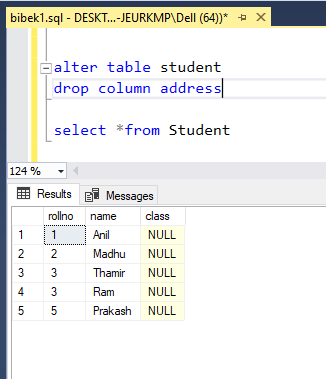 bibek1.sql - DESKT...-JEURKMP\Dell (64))*
alter table student
drop column address
select *from Student
124 %
Results Messages
rollno name class
1 1 Anil NULL
2 2 Madhu NULL
3 3 Thamir NULL
4 3 Ram NULL
5 5 Prakash NULL